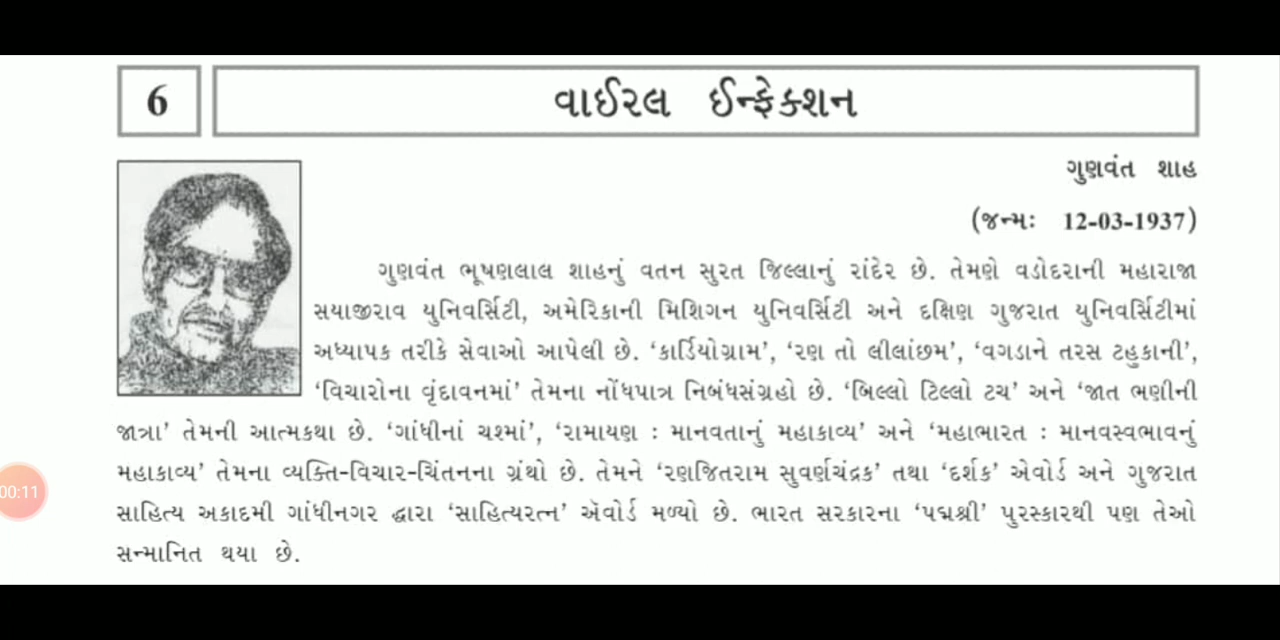 6
વાઈરલ ઈન્ફેક્શન
ગુણવંત શાહ
(જન્મઃ 12-03-1937)
ગુણવંત ભૂષણલાલ શાહનું વતન સુરત જિલ્લાનું રાંદેર છે. તેમણે વડોદરાની મહારાજા
સયાજીરાવ યુનિવર્સિટી, અમેરિકાની મિશિગન યુનિવર્સિટી અને દક્ષિણ ગુજરાત યુનિવર્સિટીમાં
અધ્યાપક તરીકે સેવાઓ આપેલી છે. ‘કાર્ડિયોગ્રામ’, ‘રણ તો લીલાંછમ’, ‘વગડાને તરસ ટહુકાની’,
‘વિચારોના વૃંદાવનમાં’ તેમના નોંધપાત્ર નિબંધસંગ્રહો છે. ‘બિલ્લો ટિલ્લો ટચ’ અને ‘જાત ભણીની
જાત્રા’ તેમની આત્મકથા છે. ‘ગાંધીનાં ચશ્માં’, ‘રામાયણ : માનવતાનું મહાકાવ્ય’ અને ‘મહાભારત : માનવસ્વભાવનું
મહાકાવ્ય’ તેમના વ્યક્તિ-વિચાર-ચિંતનના ગ્રંથો છે. તેમને ‘રણજિતરામ સુવર્ણચંદ્રક’ તથા ‘દર્શક’ એવોર્ડ અને ગુજરાત
સાહિત્ય અકાદમી ગાંધીનગર દ્વારા ‘સાહિત્યરત્ન’ ઍવોર્ડ મળ્યો છે. ભારત સરકારના ‘પદ્મશ્રી’ પુરસ્કારથી પણ તેઓ
સન્માનિત થયા છે.
00:11